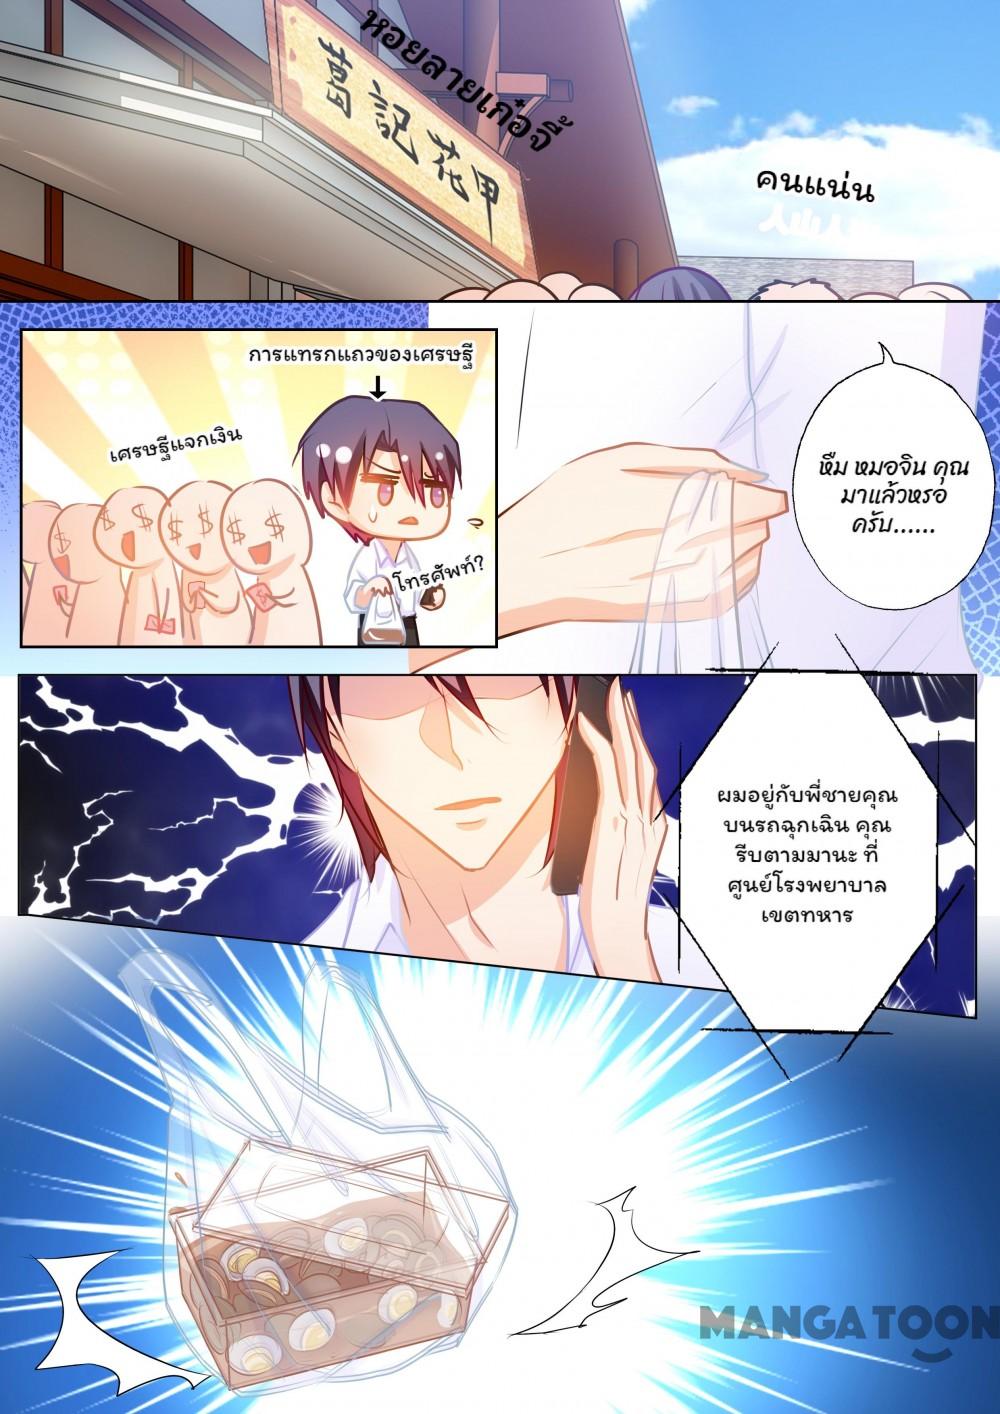 หอยลายเก๋อจี้
葛記花甲
คนแน่น
人山人
การแทรกแถวของเศรษฐี
เศรษฐีแจกเงิน
โทรศัพท์?
หืม หมอจิน คุณ
มาแล้วหรอ
ครับ......
ผมอยู่กับพี่ชายคุณ
บนรถฉุกเฉิน คุณ
รีบตามมานะ ที่
ศูนย์โรงพยาบาล
เขตทหาร
MANGATOON